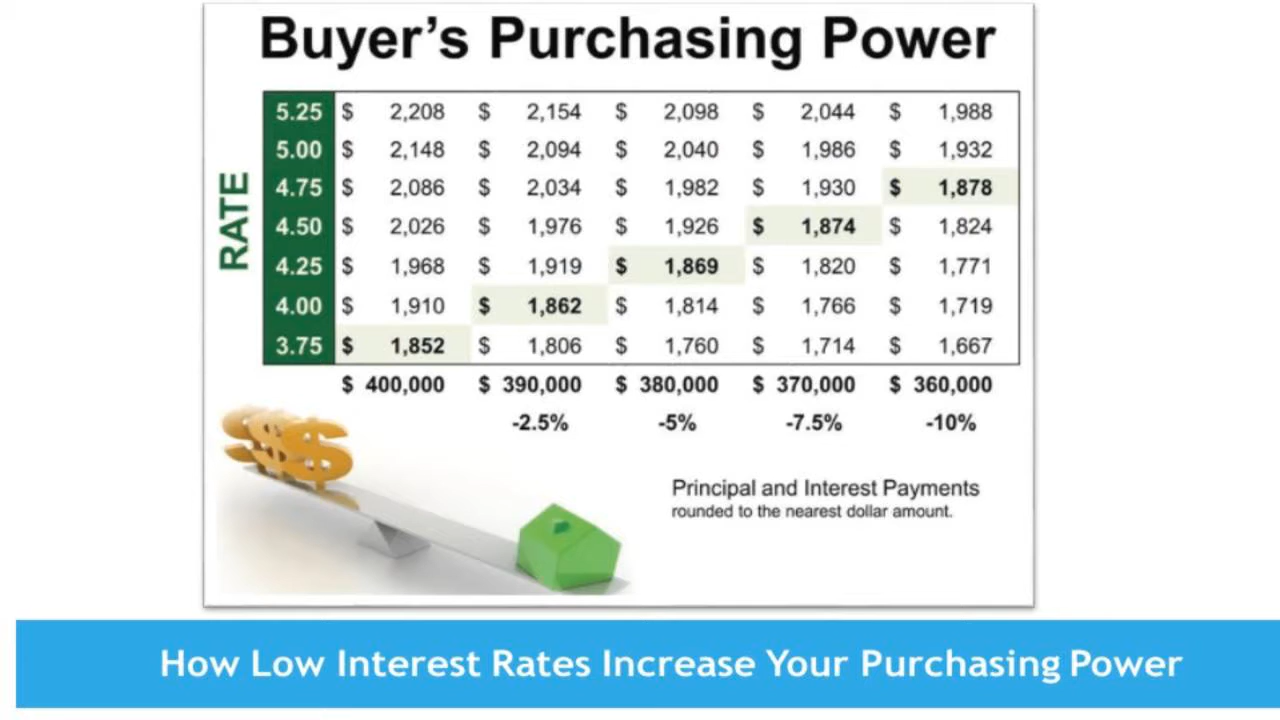 Buyer's Purchasing Power
RATE
5.25 $ 2,208 $ 2,154 $ 2,098 $ 2,044 $ 1,988
5.00 $ 2,148 $ 2,094 $ 2,040 $ 1,986 $ 1,932
4.75 $ 2,086 $ 2,034 $ 1,982 $ 1,930 $ 1,878
4.50 $ 2,026 $ 1,976 $ 1,926 $ 1,874 $ 1,824
4.25 $ 1,968 $ 1,919 $ 1,869 $ 1,820 $ 1,771
4.00 $ 1,910 $ 1,862 $ 1,814 $ 1,766 $ 1,719
3.75 $ 1,852 $ 1,806 $ 1,760 $ 1,714 $ 1,667
$ 400,000 $ 390,000 $ 380,000 $ 370,000 $ 360,000
-2.5% -5% -7.5% -10%
$$$
Principal and Interest Payments
rounded to the nearest dollar amount.
How Low Interest Rates Increase Your Purchasing Power